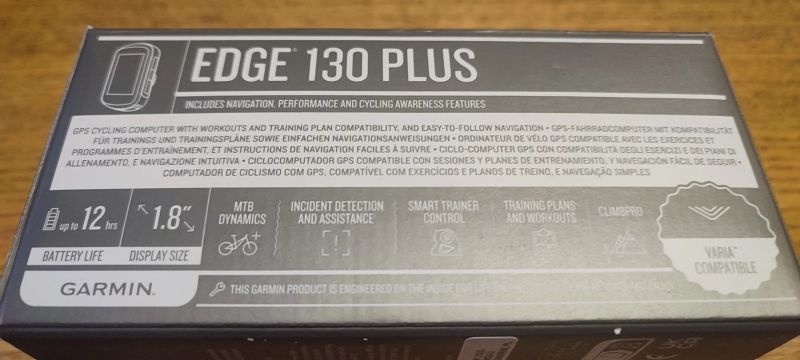 EDGE® 130 PLUS
INCLUDES NAVIGATION, PERFORMANCE AND CYCLING AWARENESS FEATURES
GPS CYCLING COMPUTER WITH WORKOUTS AND TRAINING PLAN COMPATIBILITY, AND EASY-TO-FOLLOW NAVIGATION • GPS-FAHRRADCOMPUTER MIT KOMPATIBILITÄT
FÜR TRAININGS UND TRAININGSPLÄNE SOWIE EINFACHEN NAVIGATIONSANWEISUNGEN • ORDINATEUR DE VÉLO GPS COMPATIBLE AVEC LES EXERCICES ET
PROGRAMMES D'ENTRAÎNEMENT, ET INSTRUCTIONS DE NAVIGATION FACILES À SUIVRE • CICLO-COMPUTER GPS CON COMPATIBILITÀ DEGLI ESERCIZI E DEI PIANI DI
ALLENAMENTO, E NAVIGAZIONE INTUITIVA • CICLOCOMPUTADOR GPS COMPATIBLE CON SESIONES Y PLANES DE ENTRENAMIENTO, Y NAVEGACIÓN FÁCIL DE SEGUIR •
COMPUTADOR DE CICLISMO COM GPS, COMPATÍVEL COM EXERCÍCIOS E PLANOS DE TREINO, E NAVEGAÇÃO SIMPLES
up to 12 hrs
BATTERY LIFE
1.8"
DISPLAY SIZE
MTB
DYNAMICS
INCIDENT DETECTION
AND ASSISTANCE
SMART TRAINER
CONTROL
TRAINING PLANS
AND WORKOUTS
CLIMBPRO
VARIA™
COMPATIBLE
GARMIN.
THIS GARMIN PRODUCT IS ENGINEERED ON THE INSIDE FOR LIFE ON